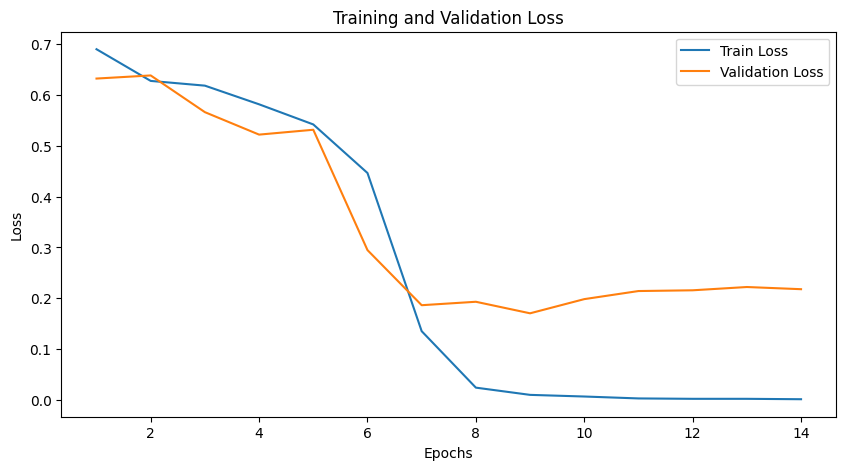 Training and Validation Loss
Train Loss
Validation Loss
0.7
0.6
0.5
0.4
0.3
0.2
0.1
0.0
Loss
2 4 6 8 10 12 14
Epochs